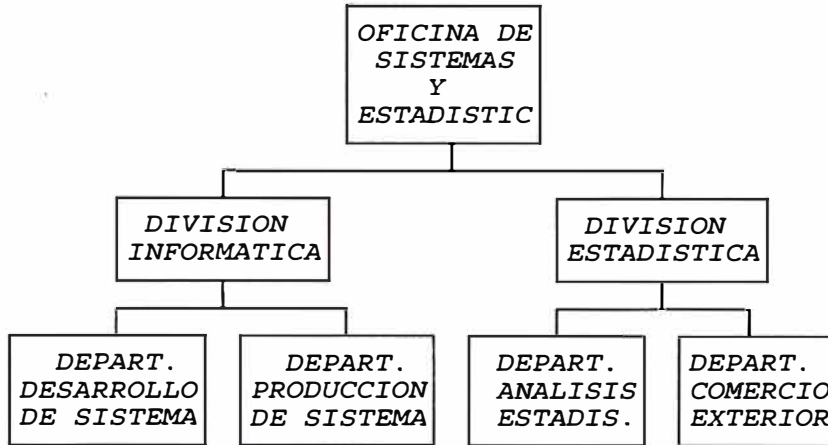 OFICINA DE
SISTEMAS
Y
ESTADISTIC
DIVISION
INFORMATICA
DIVISION
ESTADISTICA
DEPART.
DESARROLLO
DE SISTEMA
DEPART.
PRODUCCION
DE SISTEMA
DEPART.
ANALISIS
ESTADIS.
DEPART.
COMERCIO
EXTERIOR